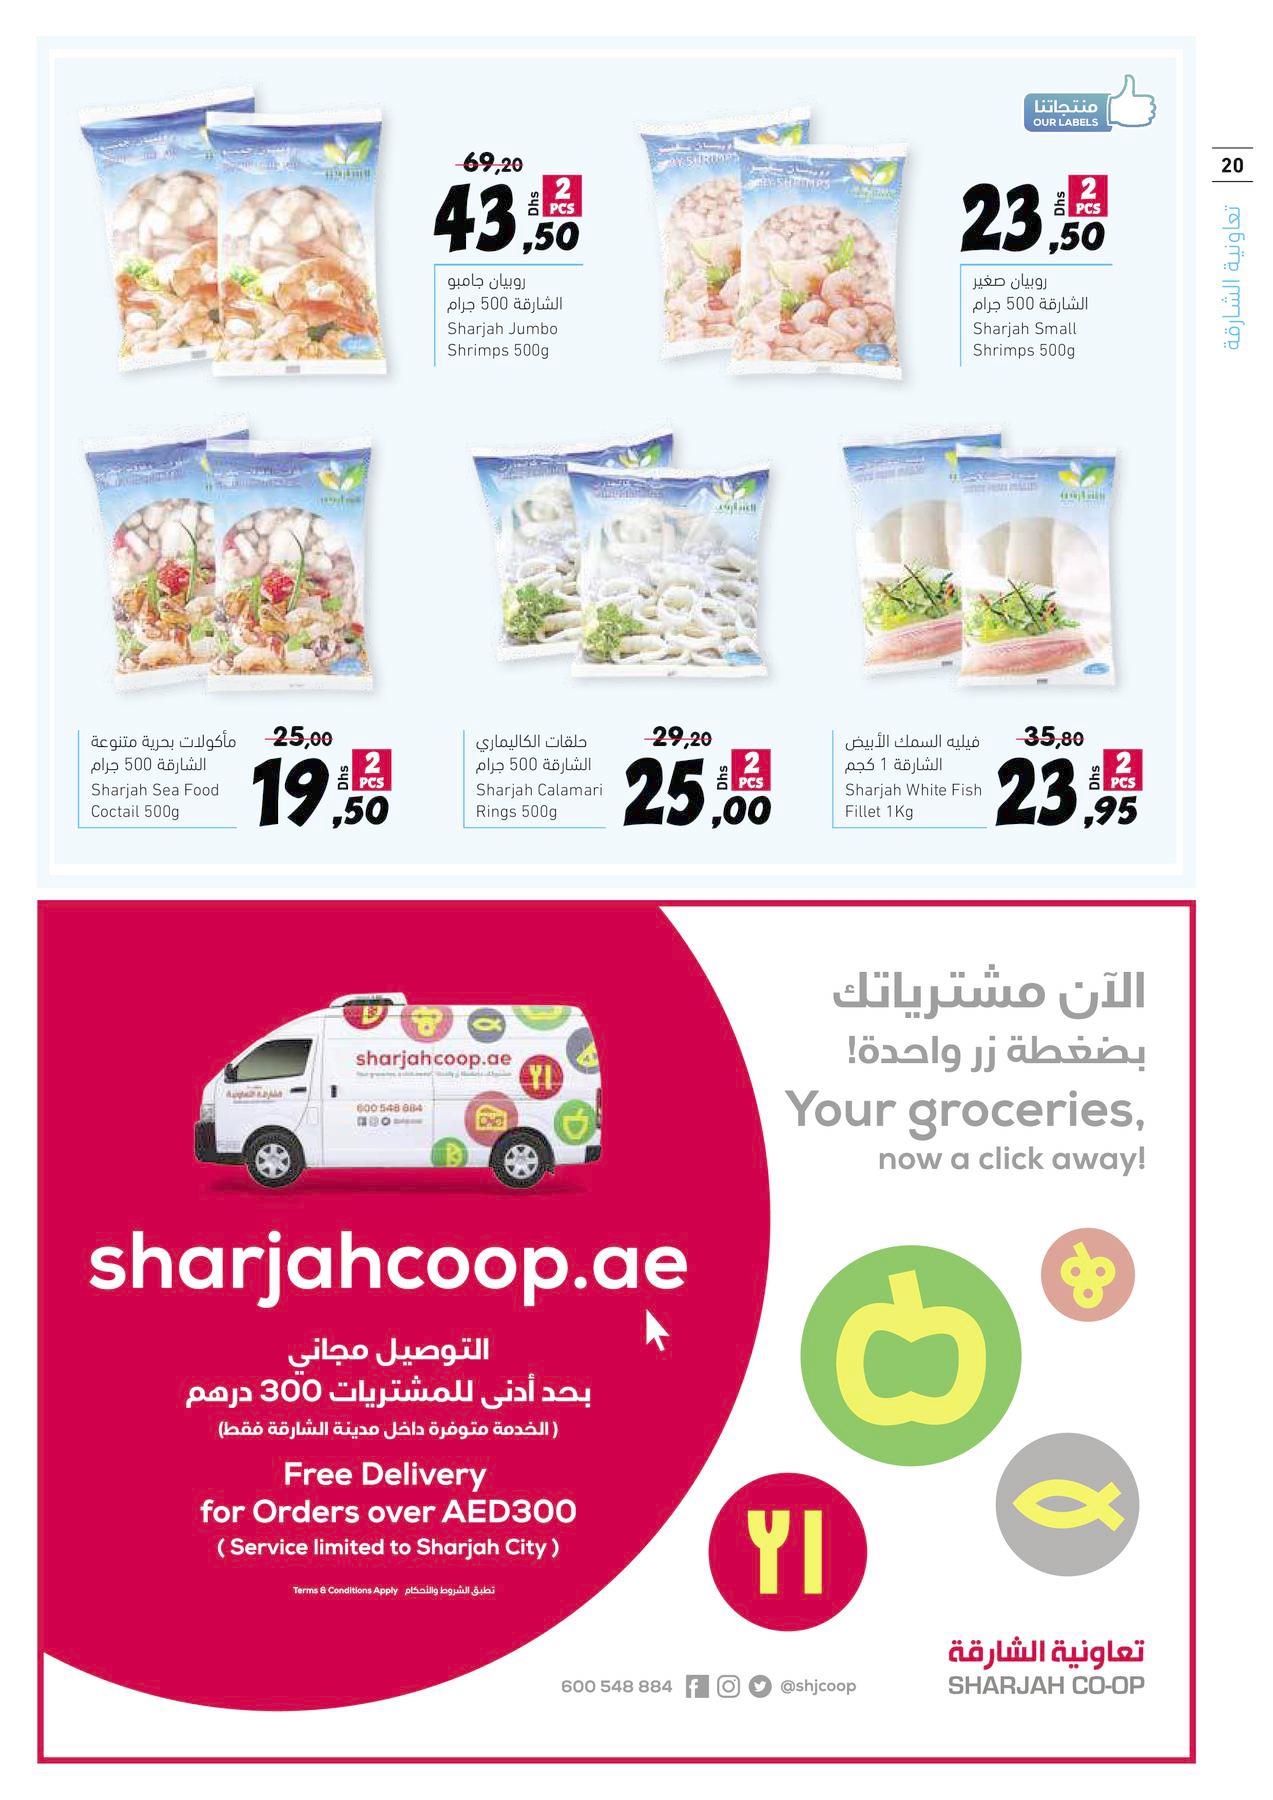 منتجاتنا
OUR LABELS
20
تعاونية الشارقة
69,20
43,50
Dhs
2
PCS
روبيان جامبو
الشارقة 500 جرام
Sharjah Jumbo
Shrimps 500g
23,50
Dhs
2
PCS
روبيان صغير
الشارقة 500 جرام
Sharjah Small
Shrimps 500g
مأكولات بحرية متنوعة
الشارقة 500 جرام
Sharjah Sea Food
Coctail 500g
25,00
19,50
Dhs
2
PCS
حلقات الكاليماري
الشارقة 500 جرام
Sharjah Calamari
Rings 500g
29,20
25,00
Dhs
2
PCS
فيليه السمك الأبيض
الشارقة 1 كجم
Sharjah White Fish
Fillet 1Kg
35,80
23,95
Dhs
2
PCS
الآن مشترياتك
بضغطة زر واحدة!
Your groceries,
now a click away!
sharjahcoop.ae
600 548 884
sharjahcoop.ae
التوصيل مجاني
بحد أدنى للمشتريات 300 درهم
(الخدمة متوفرة داخل مدينة الشارقة فقط)
Free Delivery
for Orders over AED300
( Service limited to Sharjah City )
Terms & Conditions Apply تطبق الشروط والأحكام
600 548 884 @shjcoop
تعاونية الشارقة
SHARJAH CO-OP